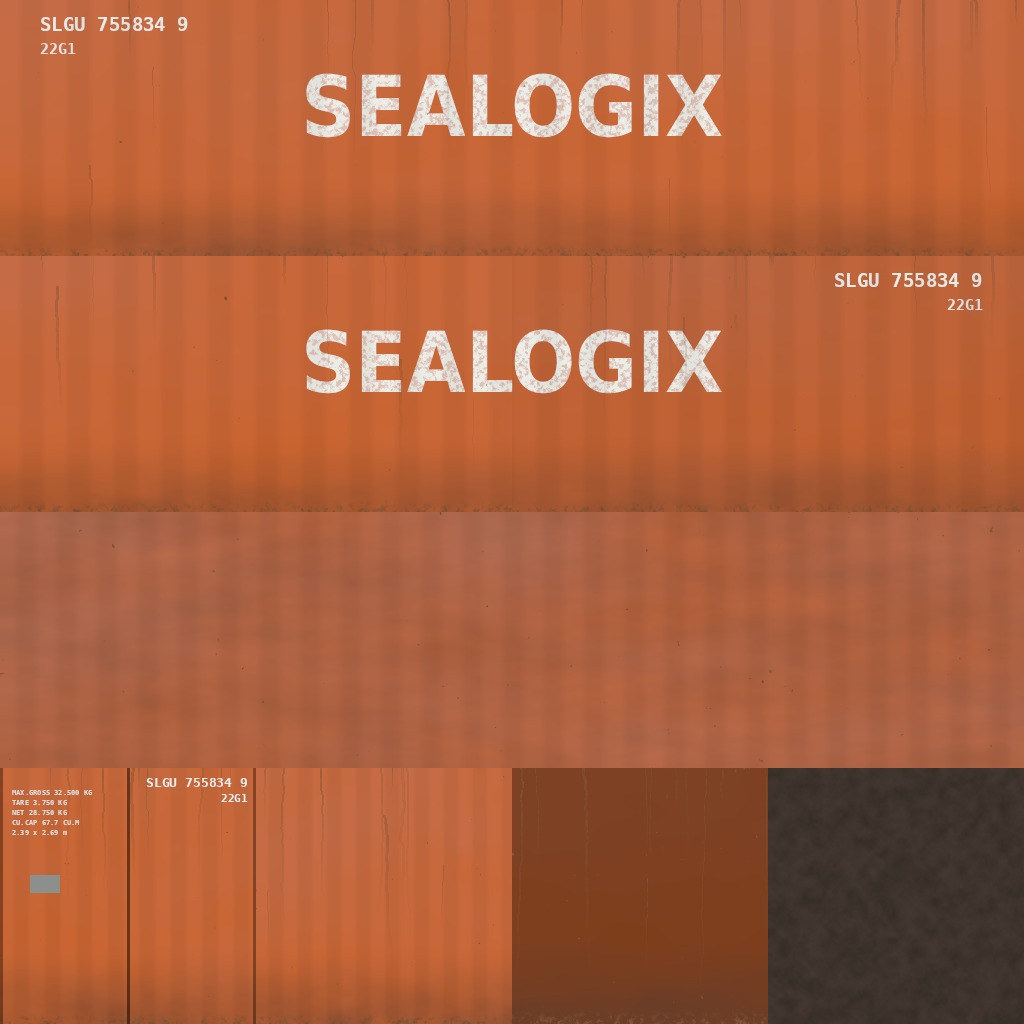 SLGU 755834 9
22G1
SEALOGIX
SLGU 755834 9
22G1
SEALOGIX
MAX.GROSS 32.500 KG
TARE 3.750 KG
NET 28.750 KG
CU.CAP 67.7 CU.M
2.39 x 2.69 m
SLGU 755834 9
22G1